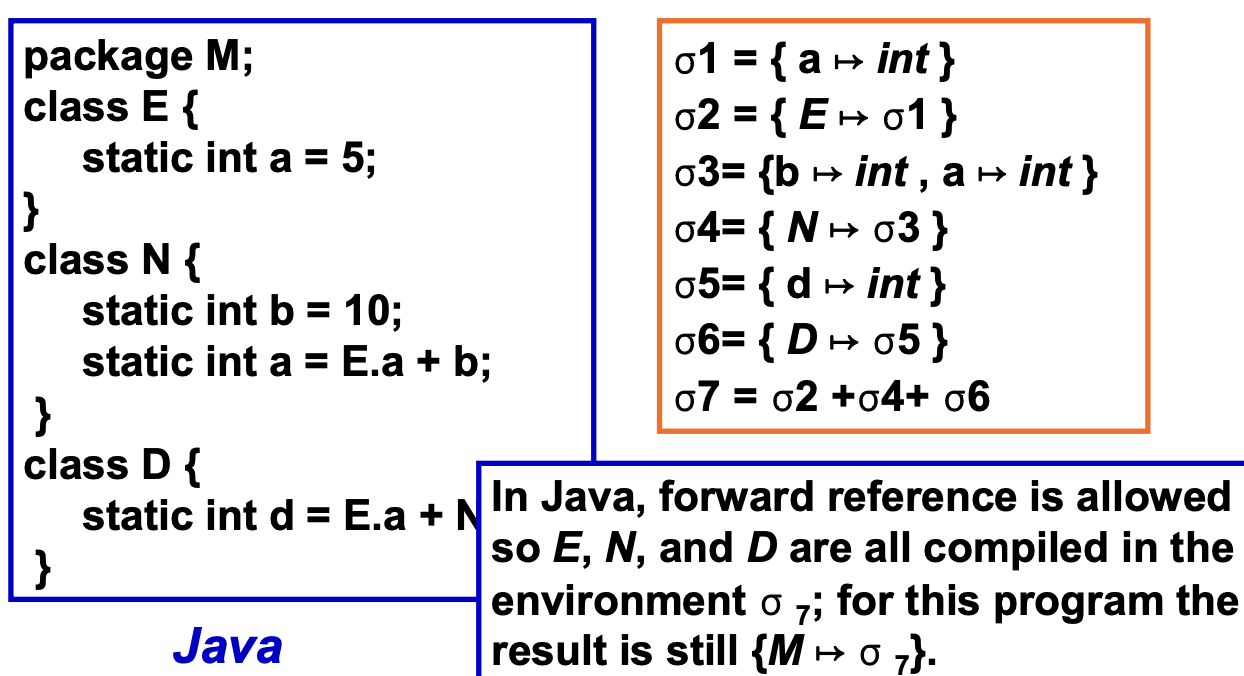 package M;
class E {
static int a = 5;
}
class N {
static int b = 10;
static int a = E.a + b;
}
class D {
static int d = E.a + N
}
Java
σ1 = { a ↦ int }
σ2 = { E ↦ σ1 }
σ3= {b ↦ int , a ↦ int }
σ4= { N ↦ σ3 }
σ5= { d ↦ int }
σ6= { D ↦ σ5 }
σ7 = σ2 +σ4+ σ6
In Java, forward reference is allowed
so E, N, and D are all compiled in the
environment σ ₇; for this program the
result is still {M ↦ σ ₇}.